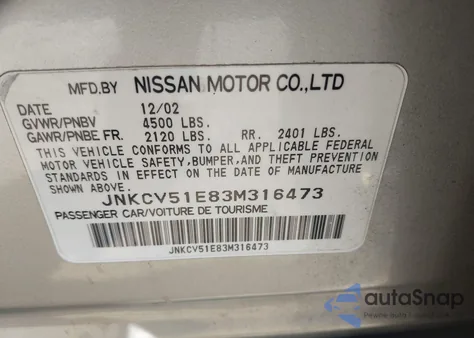 MFD.BY NISSAN MOTOR CO.,LTD
DATE 12/02
GVWR/PNBV 4500 LBS.
GAWR/PNBE FR. 2120 LBS. RR. 2401 LBS.
THIS VEHICLE CONFORMS TO ALL APPLICABLE FEDERAL
MOTOR VEHICLE SAFETY, BUMPER, AND THEFT PREVENTION
STANDARDS IN EFFECT ON THE DATE OF MANUFACTURE
SHOWN ABOVE.
JNKCV51E83M316473
PASSENGER CAR/VOITURE DE TOURISME
JNKCV51E83M316473
autoSnap